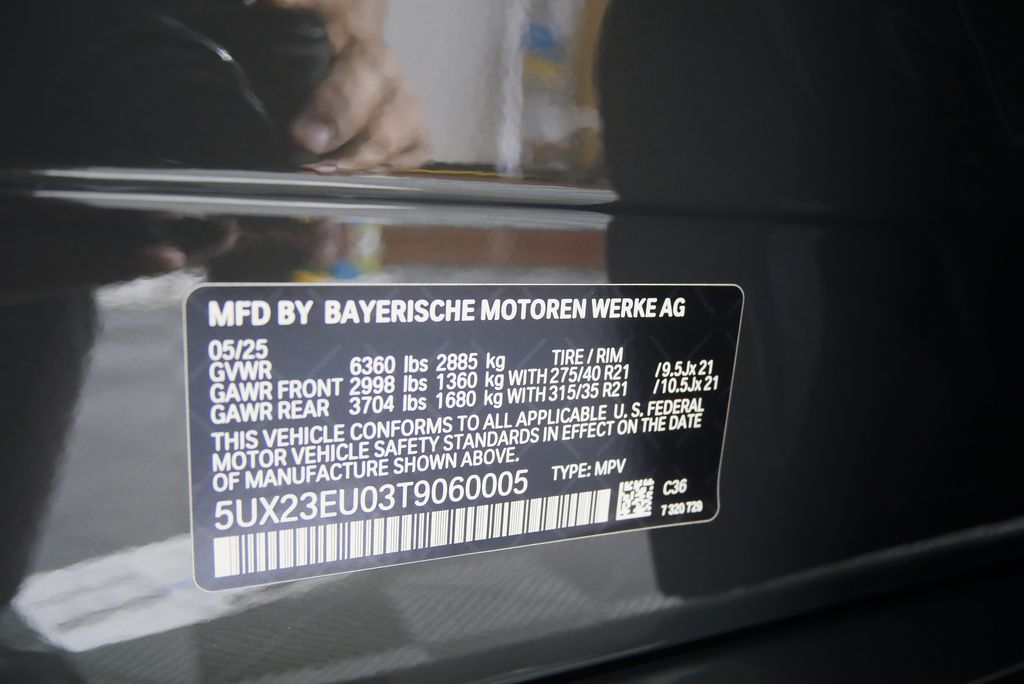 MFD BY BAYERISCHE MOTOREN WERKE AG
05/25
GVWR 6360 lbs 2885 kg TIRE / RIM
GAWR FRONT 2998 lbs 1360 kg WITH 275/40 R21 /9.5Jx21
GAWR REAR 3704 lbs 1680 kg WITH 315/35 R21 /10.5Jx21
THIS VEHICLE CONFORMS TO ALL APPLICABLE U.S. FEDERAL
MOTOR VEHICLE SAFETY STANDARDS IN EFFECT ON THE DATE
OF MANUFACTURE SHOWN ABOVE.
5UX23EU03T9060005 TYPE: MPV
C36
7 320 729